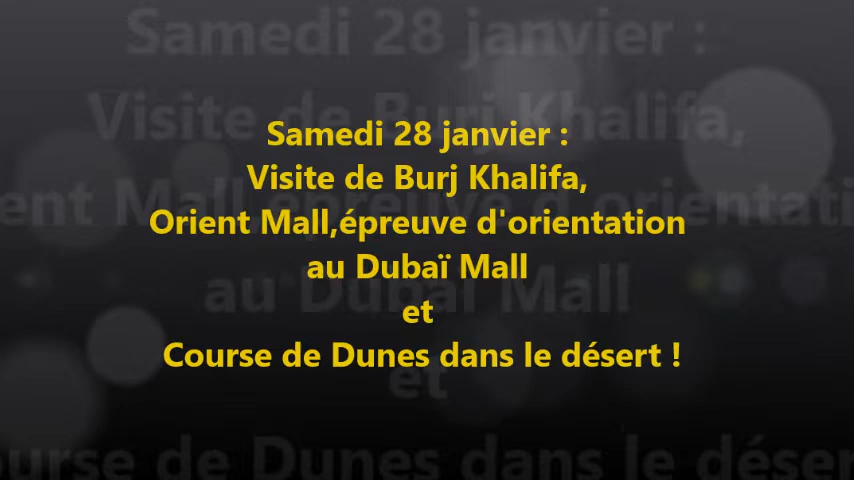 Samedi 28 janvier :
Visite de Burj Khalifa,
Orient Mall,épreuve d'orientation
au Dubaï Mall
et
Course de Dunes dans le désert !